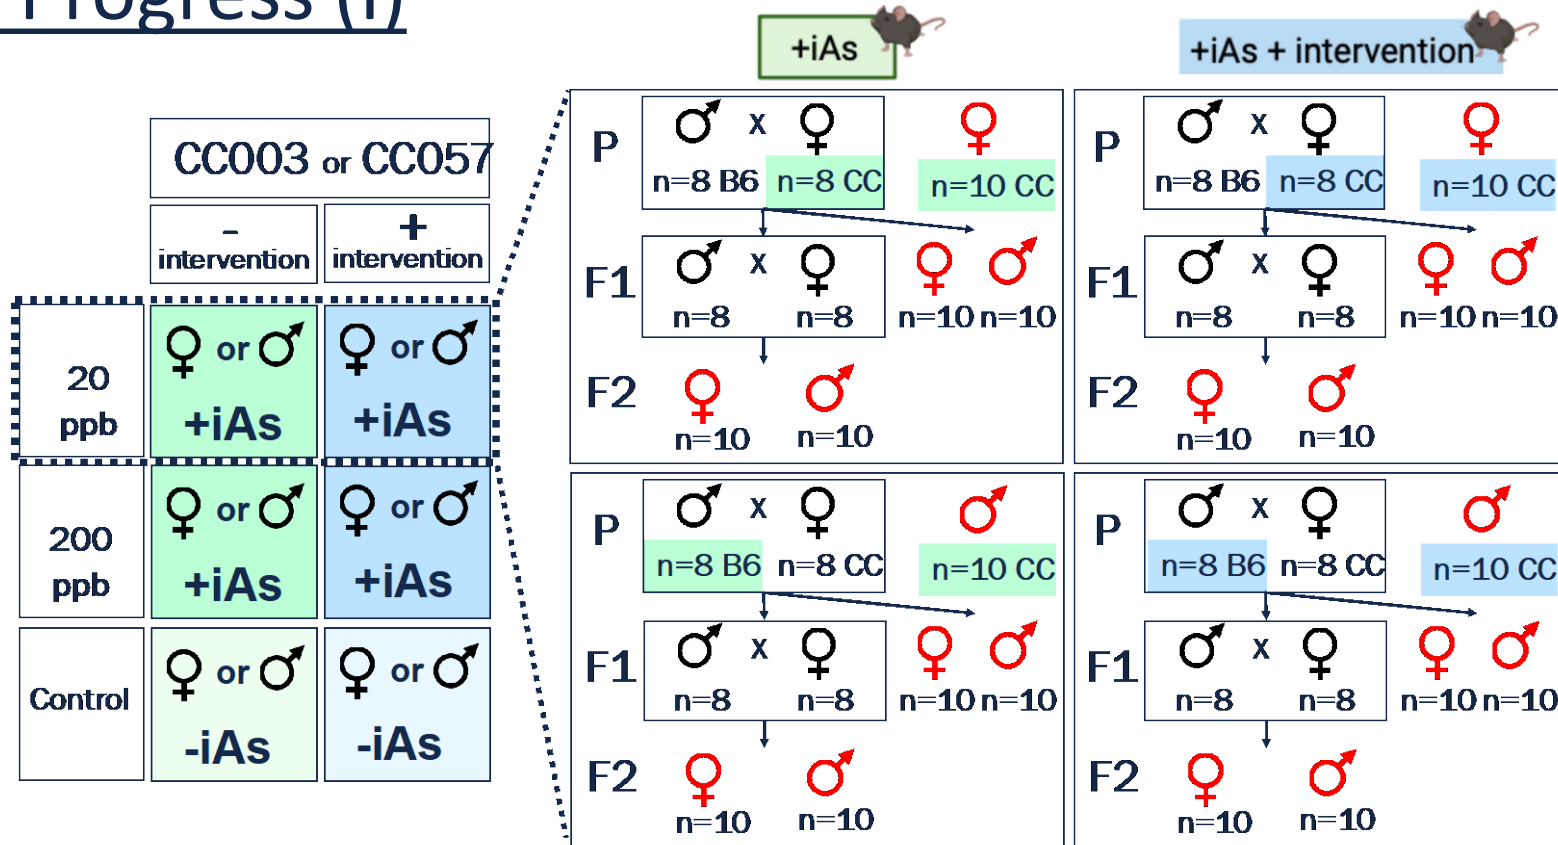 Progress (I)
CC003 or CC057
-
intervention
+
intervention
20
ppb
♀ or ♂
+iAs
♀ or ♂
+iAs
200
ppb
♀ or ♂
+iAs
♀ or ♂
+iAs
Control
♀ or ♂
-iAs
♀ or ♂
-iAs
+iAs
P
♂ x ♀ ♀
n=8 B6 n=8 CC n=10 CC
F1
♂ x ♀ ♀ ♂
n=8 n=8 n=10 n=10
F2
♀ ♂
n=10 n=10
P
♂ x ♀ ♂
n=8 B6 n=8 CC n=10 CC
F1
♂ x ♀ ♀ ♂
n=8 n=8 n=10 n=10
F2
♀ ♂
n=10 n=10
+iAs + intervention
P
♂ x ♀ ♀
n=8 B6 n=8 CC n=10 CC
F1
♂ x ♀ ♀ ♂
n=8 n=8 n=10 n=10
F2
♀ ♂
n=10 n=10
P
♂ x ♀ ♂
n=8 B6 n=8 CC n=10 CC
F1
♂ x ♀ ♀ ♂
n=8 n=8 n=10 n=10
F2
♀ ♂
n=10 n=10